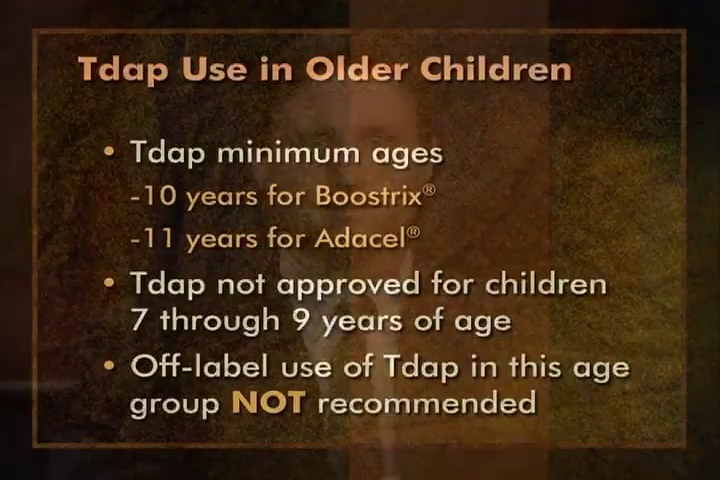 Tdap Use in Older Children
• Tdap minimum ages
-10 years for Boostrix®
-11 years for Adacel®
• Tdap not approved for children
7 through 9 years of age
• Off-label use of Tdap in this age
group NOT recommended